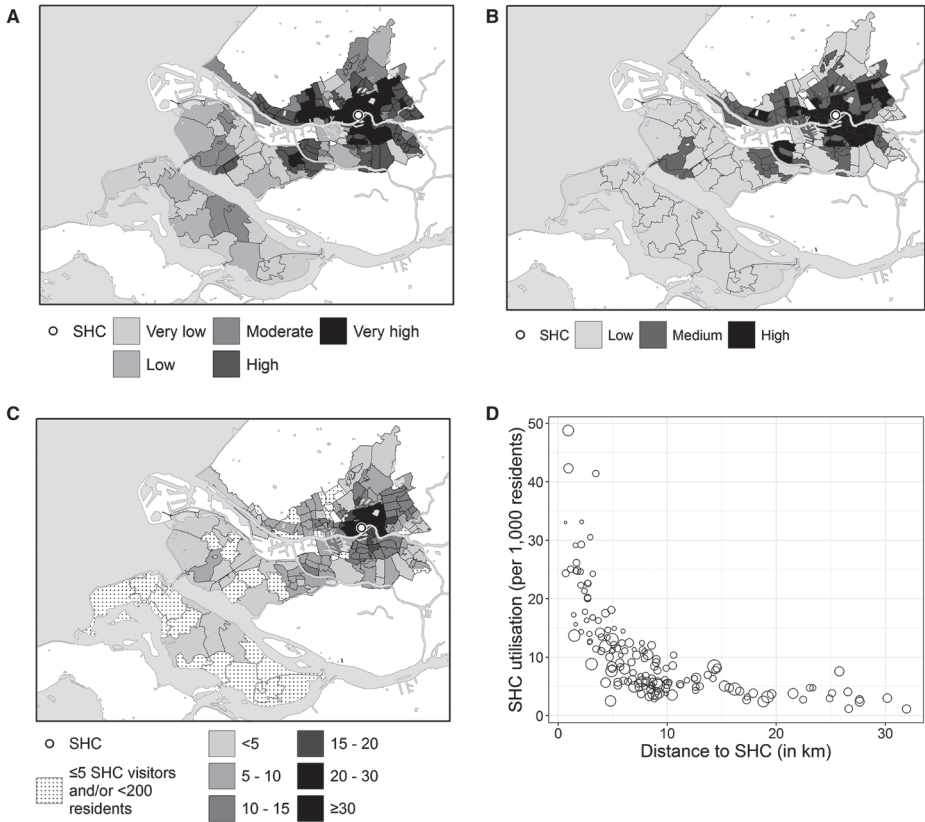 A
SHC Very low Moderate Very high
Low High
B
SHC Low Medium High
C
SHC <5 15 - 20
≤5 SHC visitors
and/or <200
residents
5 - 10 20 - 30
10 - 15 ≥30
D
SHC utilisation (per 1,000 residents)
50
40
30
20
10
0
0 10 20 30
Distance to SHC (in km)